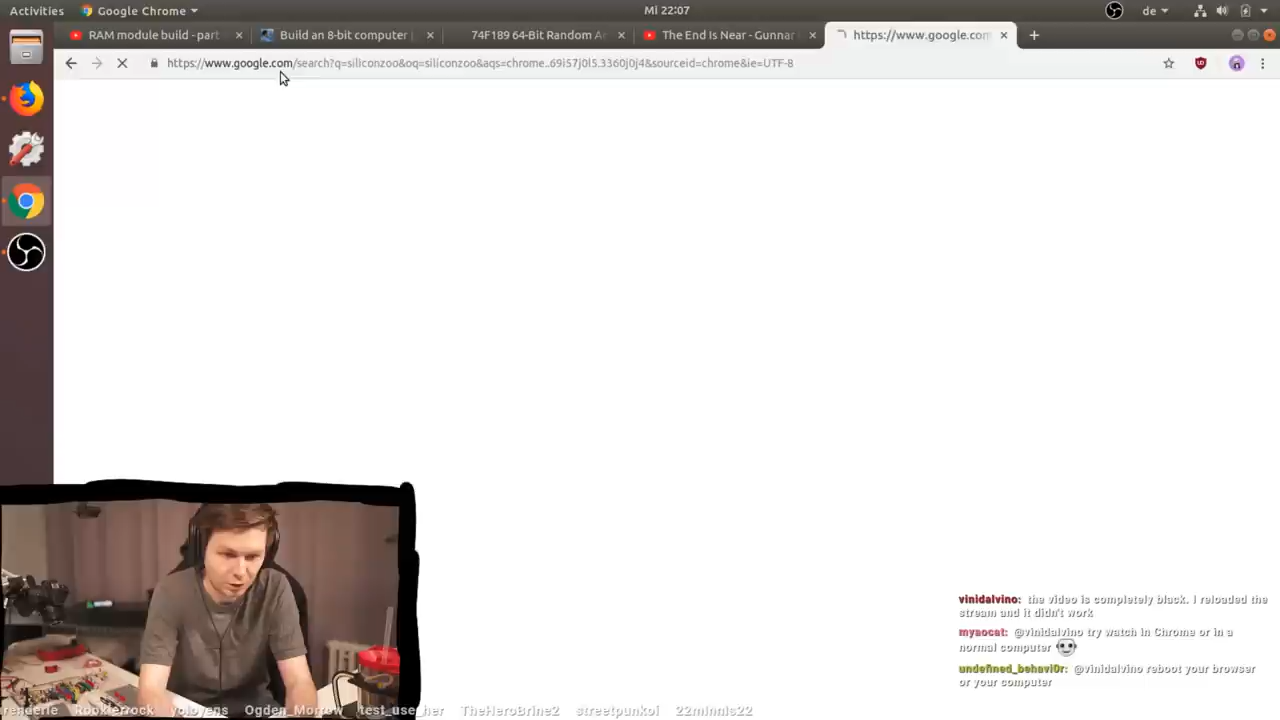 Activities
Google Chrome
Mi 22:07
de
RAM module build - part
Build an 8-bit computer
74F189 64-Bit Random A
The End Is Near - Gunnar
https://www.google.com
https://www.google.com/search?q=siliconzoo&oq=siliconzoo&aqs=chrome..69i57j0l5.3360j0j4&sourceid=chrome&ie=UTF-8
vinidalvino: the video is completely black. I reloaded the
stream and it didn't work
myaocat: @vinidalvino try watch in Chrome or in a
normal computer
undefined_behavi0r: @vinidalvino reboot your browser
or your computer
renderie Rookierrock yoloyens Ogden_Morrow test_use_her TheHeroBrine2 streetpunkol 22minnis22